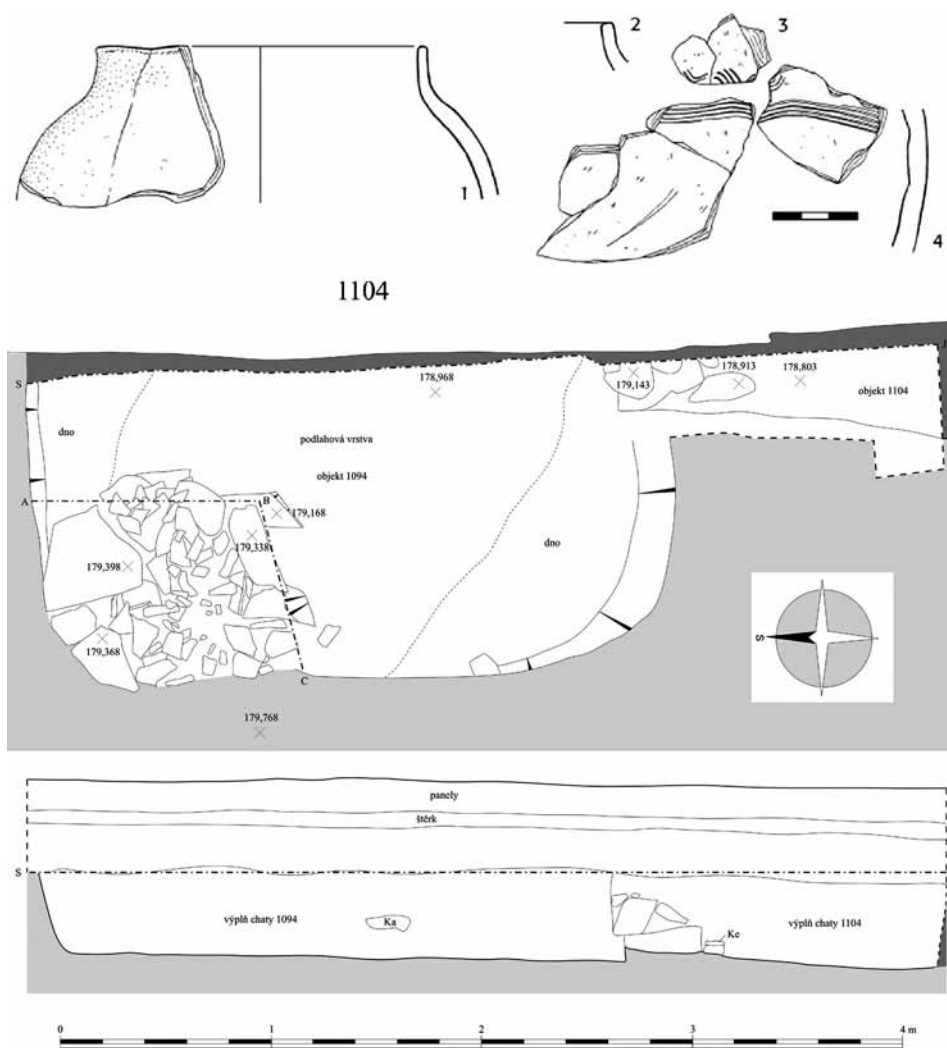 1
2
3
4
1104
S
J
178,968
179,143
178,913
178,803
objekt 1104
dno
podlahová vrstva
objekt 1094
A
B
179,168
179,338
dno
179,398
179,368
C
S
179,768
panely
štěrk
S
výplň chaty 1094
Ka
Ke
výplň chaty 1104
0
1
2
3
4 m